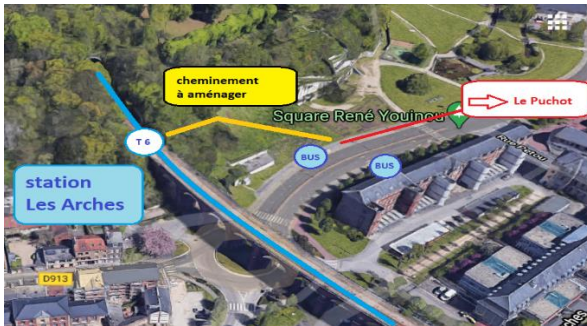 cheminement
à aménager
Le Puchot
Square René Youinou
T 6
BUS
BUS
station
Les Arches
D913